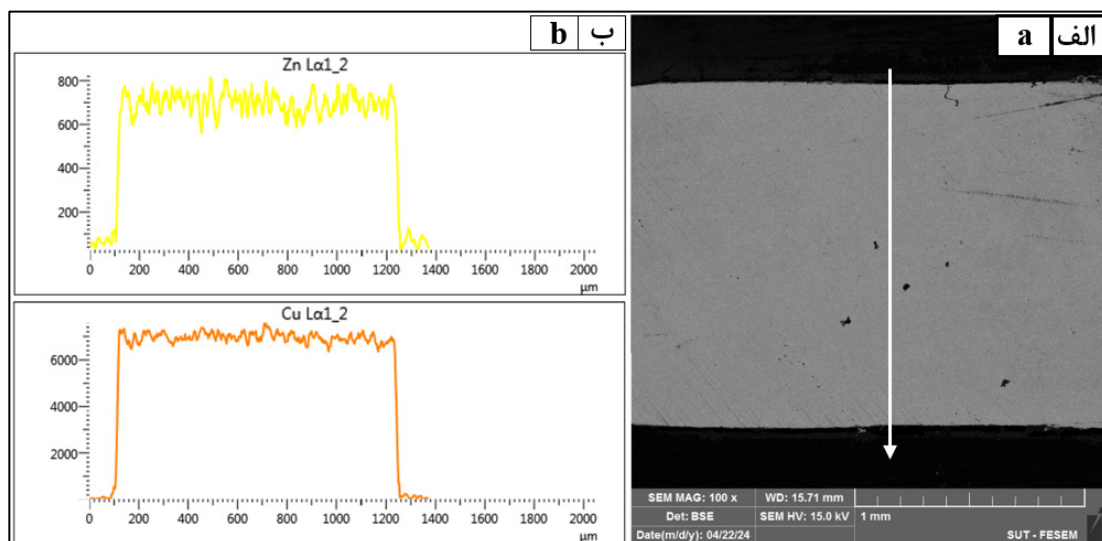 b ب
Zn Lα1_2
800
600
400
200
0 200 400 600 800 1000 1200 1400 1600 1800 2000
µm
Cu Lα1_2
6000
4000
2000
0 200 400 600 800 1000 1200 1400 1600 1800 2000
µm
a الف
SEM MAG: 100 x WD: 15.71 mm
Det: BSE SEM HV: 15.0 kV 1 mm
Date(m/d/y): 04/22/24 SUT - FESEM